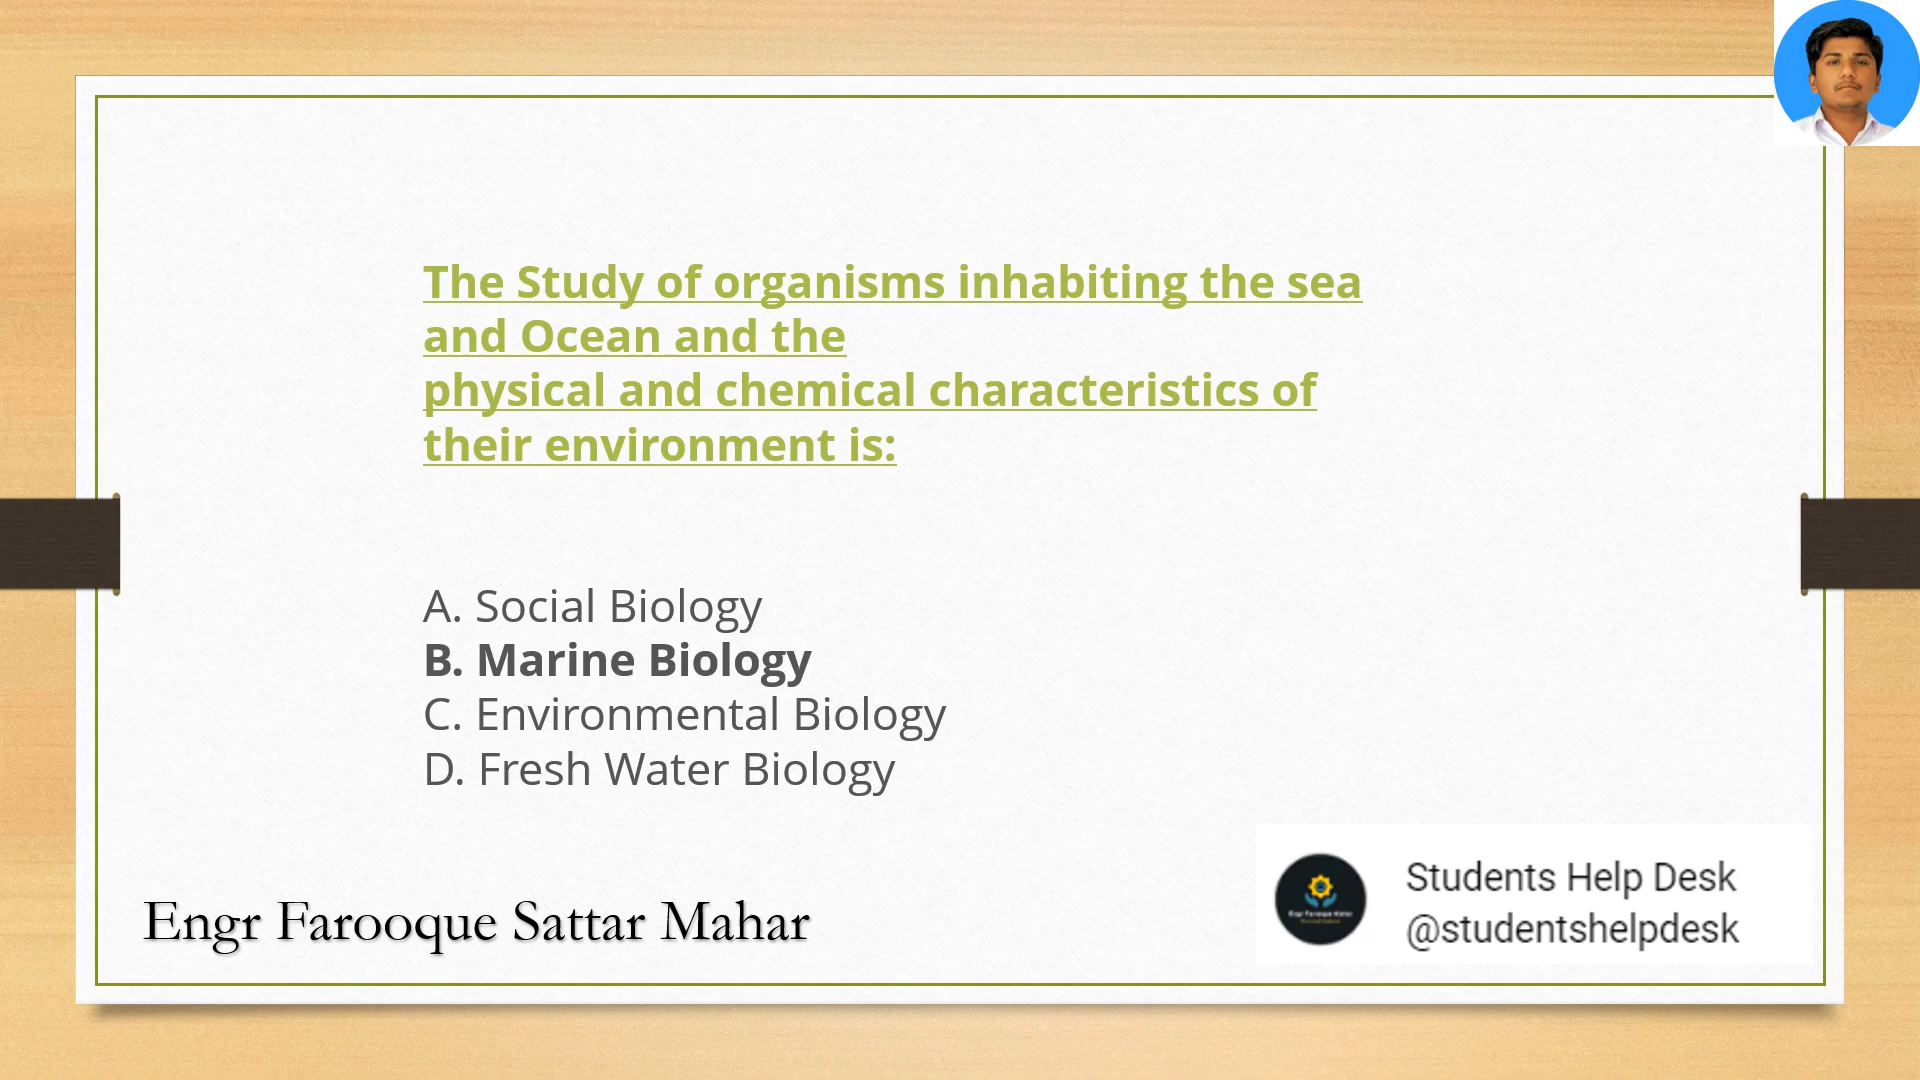 The Study of organisms inhabiting the sea
and Ocean and the
physical and chemical characteristics of
their environment is:
A. Social Biology
B. Marine Biology
C. Environmental Biology
D. Fresh Water Biology
Engr Farooque Sattar Mahar
Students Help Desk
@studentshelpdesk